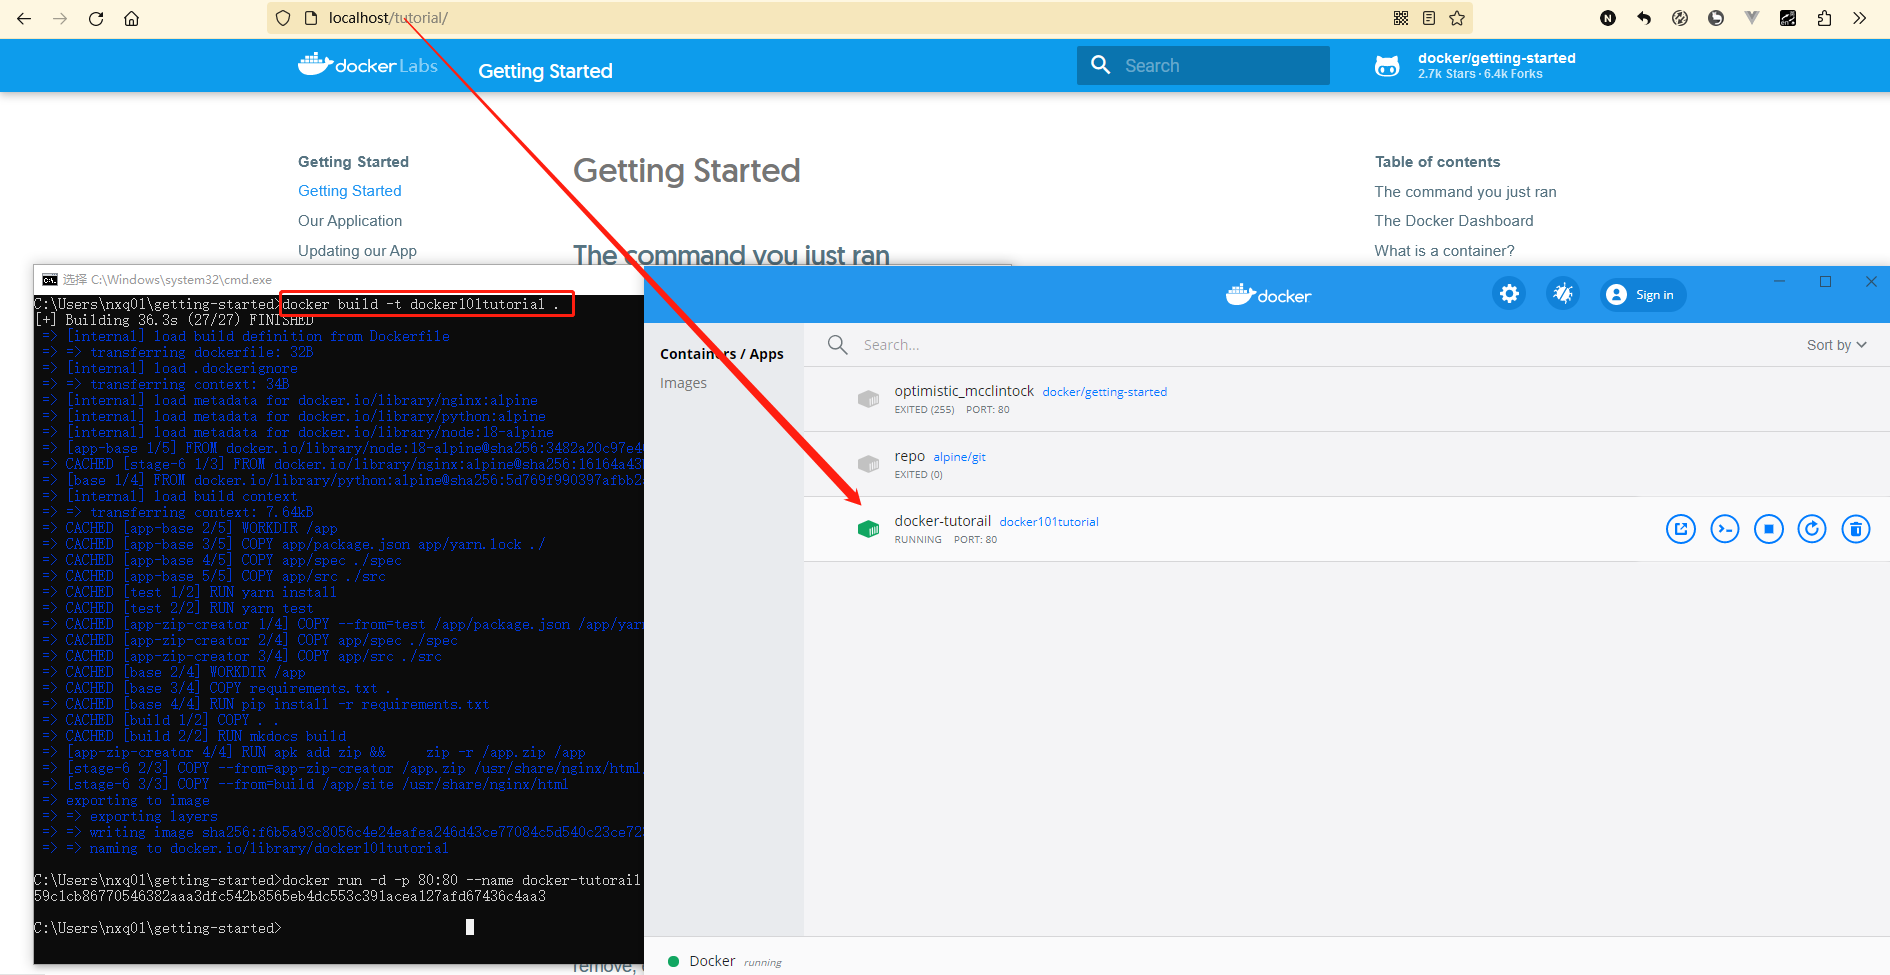 localhost/tutorial/
docker Labs
Getting Started
Search
docker/getting-started
2.7k Stars · 6.4k Forks
Getting Started
Getting Started
Our Application
Updating our App
Getting Started
The command you just ran
Table of contents
The command you just ran
The Docker Dashboard
What is a container?
选择 C:\Windows\system32\cmd.exe
C:\Users\nxq01\getting-started>docker build -t docker101tutorial .
[+] Building 36.3s (27/27) FINISHED
=> [internal] load build definition from Dockerfile
=> => transferring dockerfile: 32B
=> [internal] load .dockerignore
=> => transferring context: 34B
=> [internal] load metadata for docker.io/library/nginx:alpine
=> [internal] load metadata for docker.io/library/python:alpine
=> [internal] load metadata for docker.io/library/node:18-alpine
=> [app-base 1/5] FROM docker.io/library/node:18-alpine@sha256:3482a20c97e4
=> CACHED [stage-6 1/3] FROM docker.io/library/nginx:alpine@sha256:16164a43
=> [base 1/4] FROM docker.io/library/python:alpine@sha256:5d769f990397afbb2
=> [internal] load build context
=> => transferring context: 7.64kB
=> CACHED [app-base 2/5] WORKDIR /app
=> CACHED [app-base 3/5] COPY app/package.json app/yarn.lock ./
=> CACHED [app-base 4/5] COPY app/spec ./spec
=> CACHED [app-base 5/5] COPY app/src ./src
=> CACHED [test 1/2] RUN yarn install
=> CACHED [test 2/2] RUN yarn test
=> CACHED [app-zip-creator 1/4] COPY --from=test /app/package.json /app/yar
=> CACHED [app-zip-creator 2/4] COPY app/spec ./spec
=> CACHED [app-zip-creator 3/4] COPY app/src ./src
=> CACHED [base 2/4] WORKDIR /app
=> CACHED [base 3/4] COPY requirements.txt .
=> CACHED [base 4/4] RUN pip install -r requirements.txt
=> CACHED [build 1/2] COPY . .
=> CACHED [build 2/2] RUN mkdocs build
=> [app-zip-creator 4/4] RUN apk add zip && zip -r /app.zip /app
=> [stage-6 2/3] COPY --from=app-zip-creator /app.zip /usr/share/nginx/html
=> [stage-6 3/3] COPY --from=build /app/site /usr/share/nginx/html
=> exporting to image
=> => exporting layers
=> => writing image sha256:f6b5a93c8056c4e24eafea246d43ce77084c5d540c23ce72
=> => naming to docker.io/library/docker101tutorial
C:\Users\nxq01\getting-started>docker run -d -p 80:80 --name docker-tutorail
59c1cb86770546382aaa3dfc542b8565eb4dc553c391acea127afd67436c4aa3
C:\Users\nxq01\getting-started>
docker
Sign in
Containers / Apps
Images
Search...
Sort by
optimistic_mcclintock docker/getting-started
EXITED (255) PORT: 80
repo alpine/git
EXITED (0)
docker-tutorail docker101tutorial
RUNNING PORT: 80
Docker running
remove,